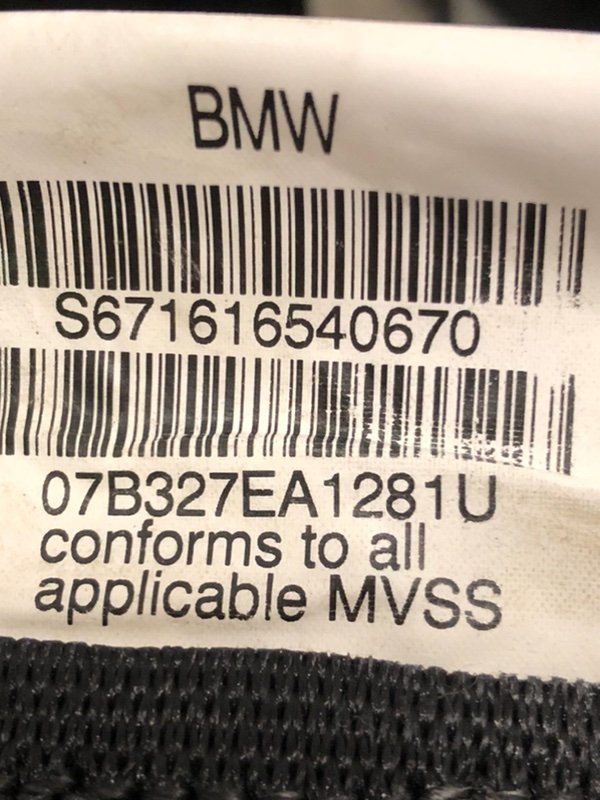 BMW
S671616540670
07B327EA1281U
conforms to all
applicable MVSS